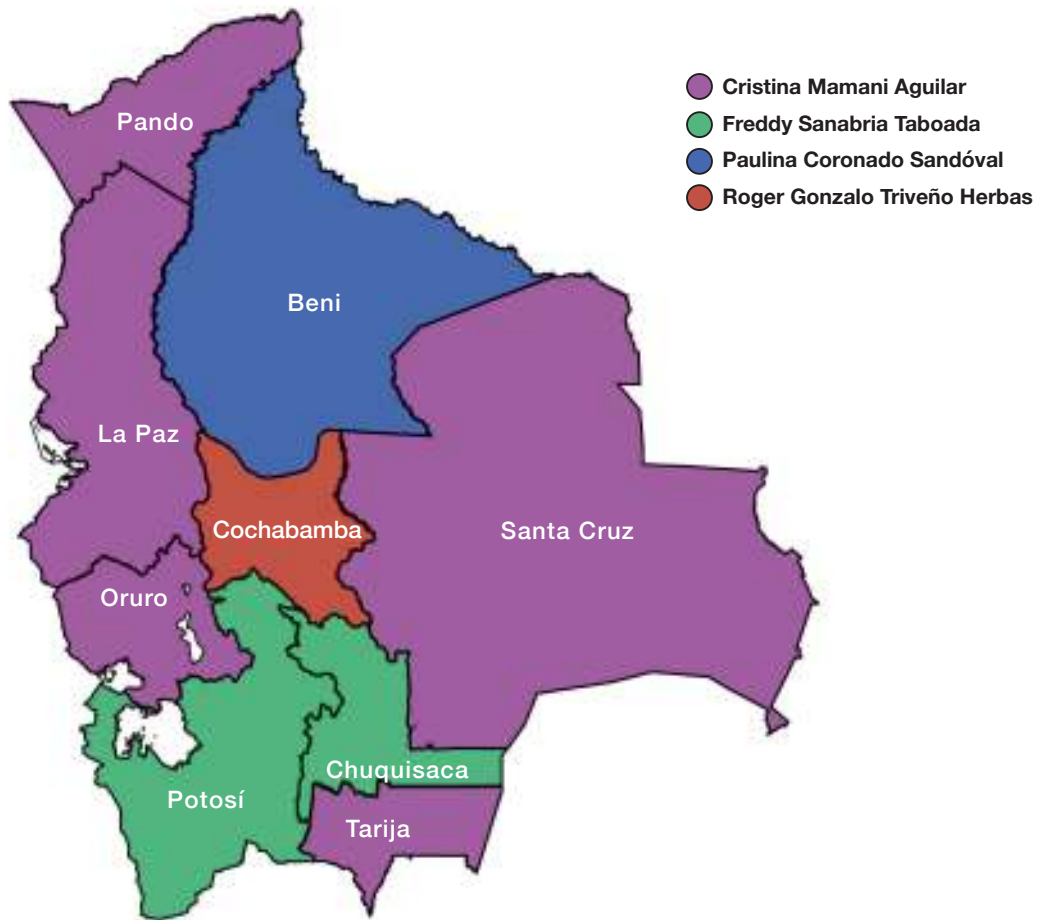 Cristina Mamani Aguilar
Freddy Sanabria Taboada
Paulina Coronado Sandóval
Roger Gonzalo Triveño Herbas
Pando
Beni
La Paz
Cochabamba
Santa Cruz
Oruro
Chuquisaca
Potosí
Tarija